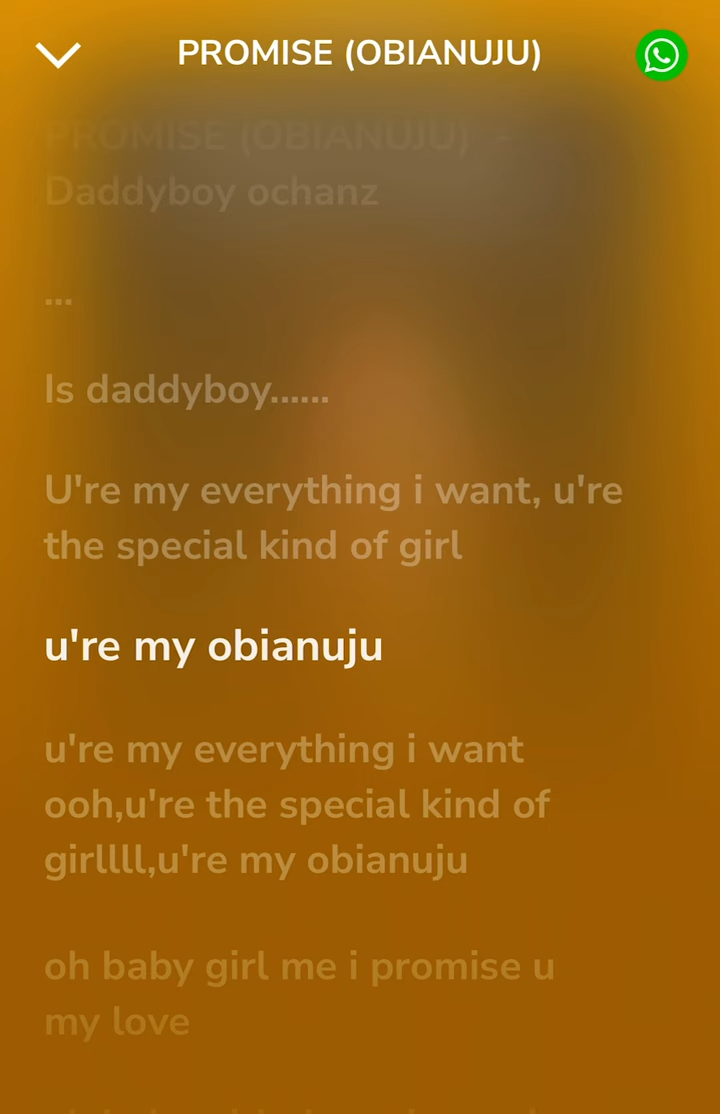 PROMISE (OBIANUJU)
PROMISE (OBIANUJU) -
Daddyboy ochanz
...
Is daddyboy......
U're my everything i want, u're
the special kind of girl
u're my obianuju
u're my everything i want
ooh,u're the special kind of
girllll,u're my obianuju
oh baby girl me i promise u
my love